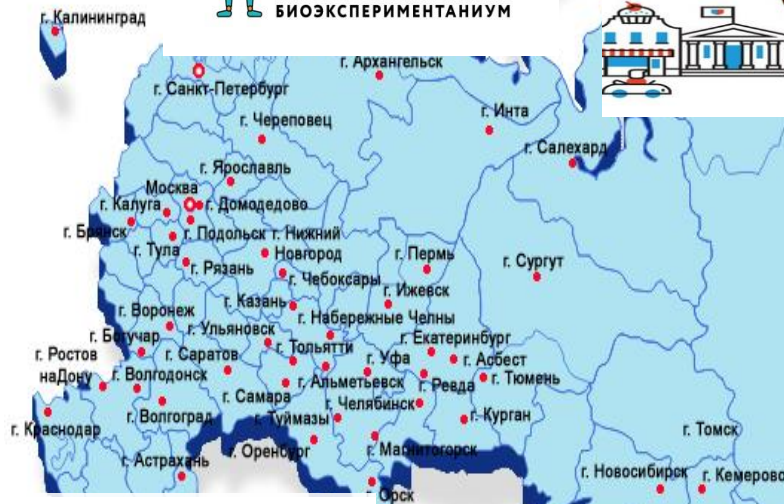 г. Калининград
БИОЭКСПЕРИМЕНТАНИУМ
г. Архангельск
г. Санкт-Петербург
г. Инта
г. Череповец
г. Салехард
г. Ярославль
Москва
г. Калуга
г. Домодедово
г. Брянск
г. Подольск
г. Нижний
Новгород
г. Тула
г. Пермь
г. Сургут
г. Рязань
г. Чебоксары
г. Ижевск
г. Казань
г. Воронеж
г. Набережные Челны
г. Ульяновск
г. Богучар
г. Екатеринбург
г. Тольятти
г. Ростов
наДону
г. Саратов
г. Уфа
г. Асбест
г. Волгодонск
г. Альметьевск
г. Ревда
г. Тюмень
г. Самара
г. Челябинск
г. Волгоград
г. Туймазы
г. Курган
г. Краснодар
г. Томск
г. Оренбург
г. Магнитогорск
г. Астрахань
г. Новосибирск
г. Кемерово
г. Орск